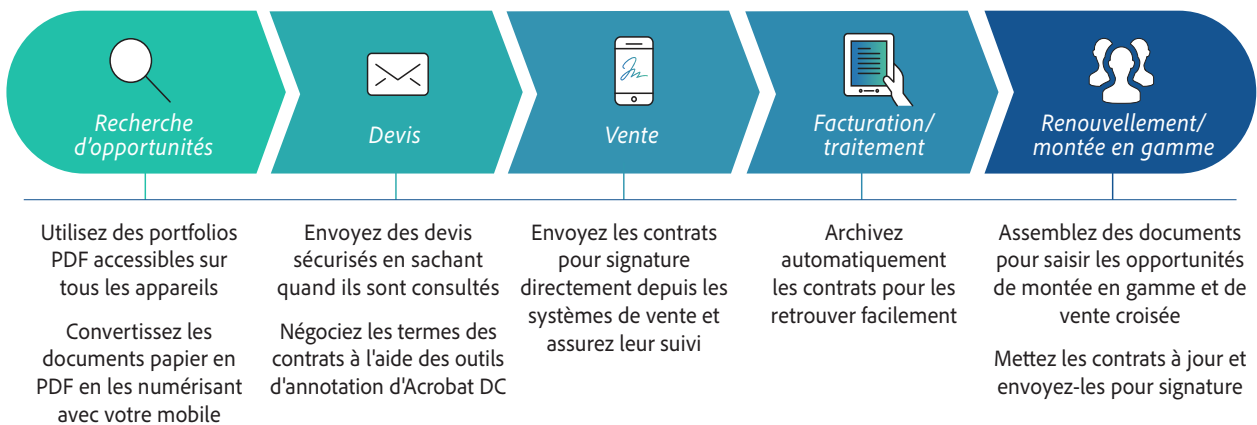 Recherche
d'opportunités
Devis
Vente
Facturation/
traitement
Renouvellement/
montée en gamme
Utilisez des portfolios
PDF accessibles sur
tous les appareils
Convertissez les
documents papier en
PDF en les numérisant
avec votre mobile
Envoyez des devis
sécurisés en sachant
quand ils sont consultés
Négociez les termes des
contrats à l'aide des outils
d'annotation d'Acrobat DC
Envoyez les contrats
pour signature
directement depuis les
systèmes de vente et
assurez leur suivi
Archivez
automatiquement
les contrats pour les
retrouver facilement
Assemblez des documents
pour saisir les opportunités
de montée en gamme et de
vente croisée
Mettez les contrats à jour et
envoyez-les pour signature